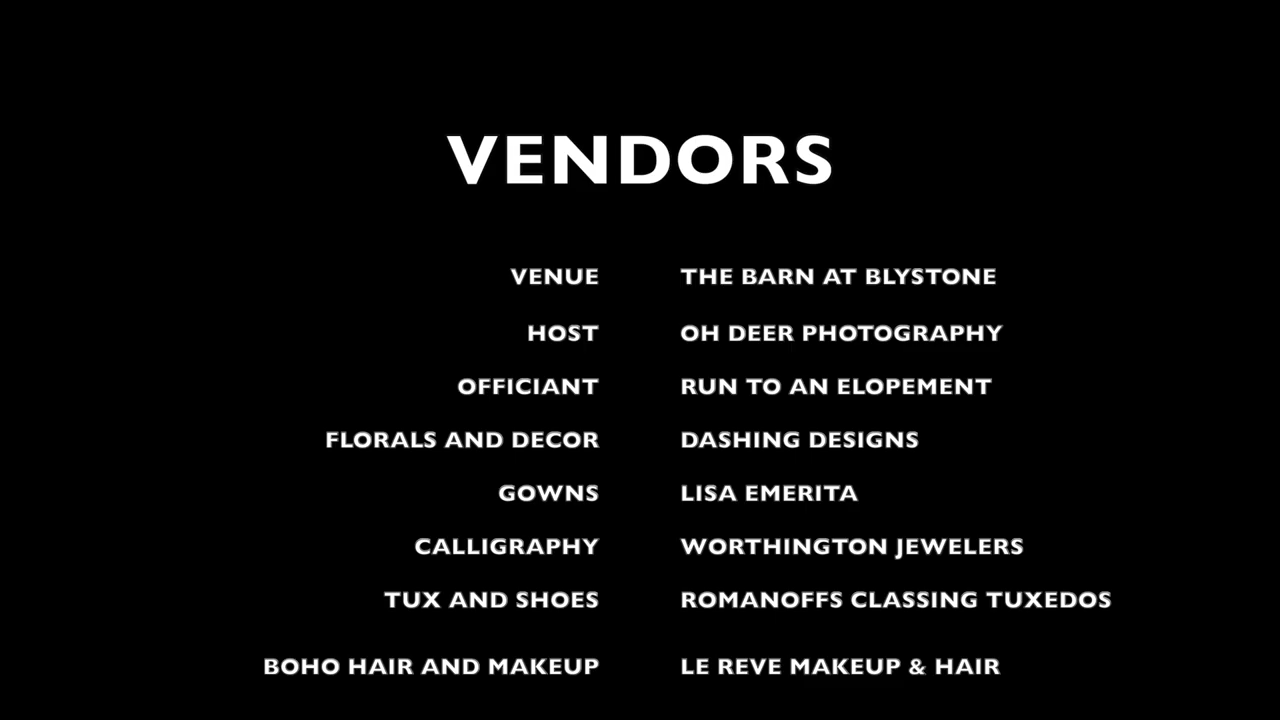 VENDORS
VENUE THE BARN AT BLYSTONE
HOST OH DEER PHOTOGRAPHY
OFFICIANT RUN TO AN ELOPEMENT
FLORALS AND DECOR DASHING DESIGNS
GOWNS LISA EMERITA
CALLIGRAPHY WORTHINGTON JEWELERS
TUX AND SHOES ROMANOFFS CLASSING TUXEDOS
BOHO HAIR AND MAKEUP LE REVE MAKEUP & HAIR